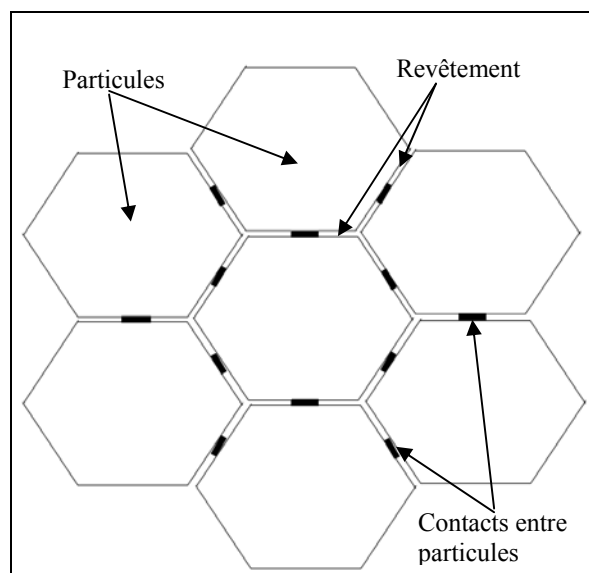 Particules
Revêtement
Contacts entre
particules